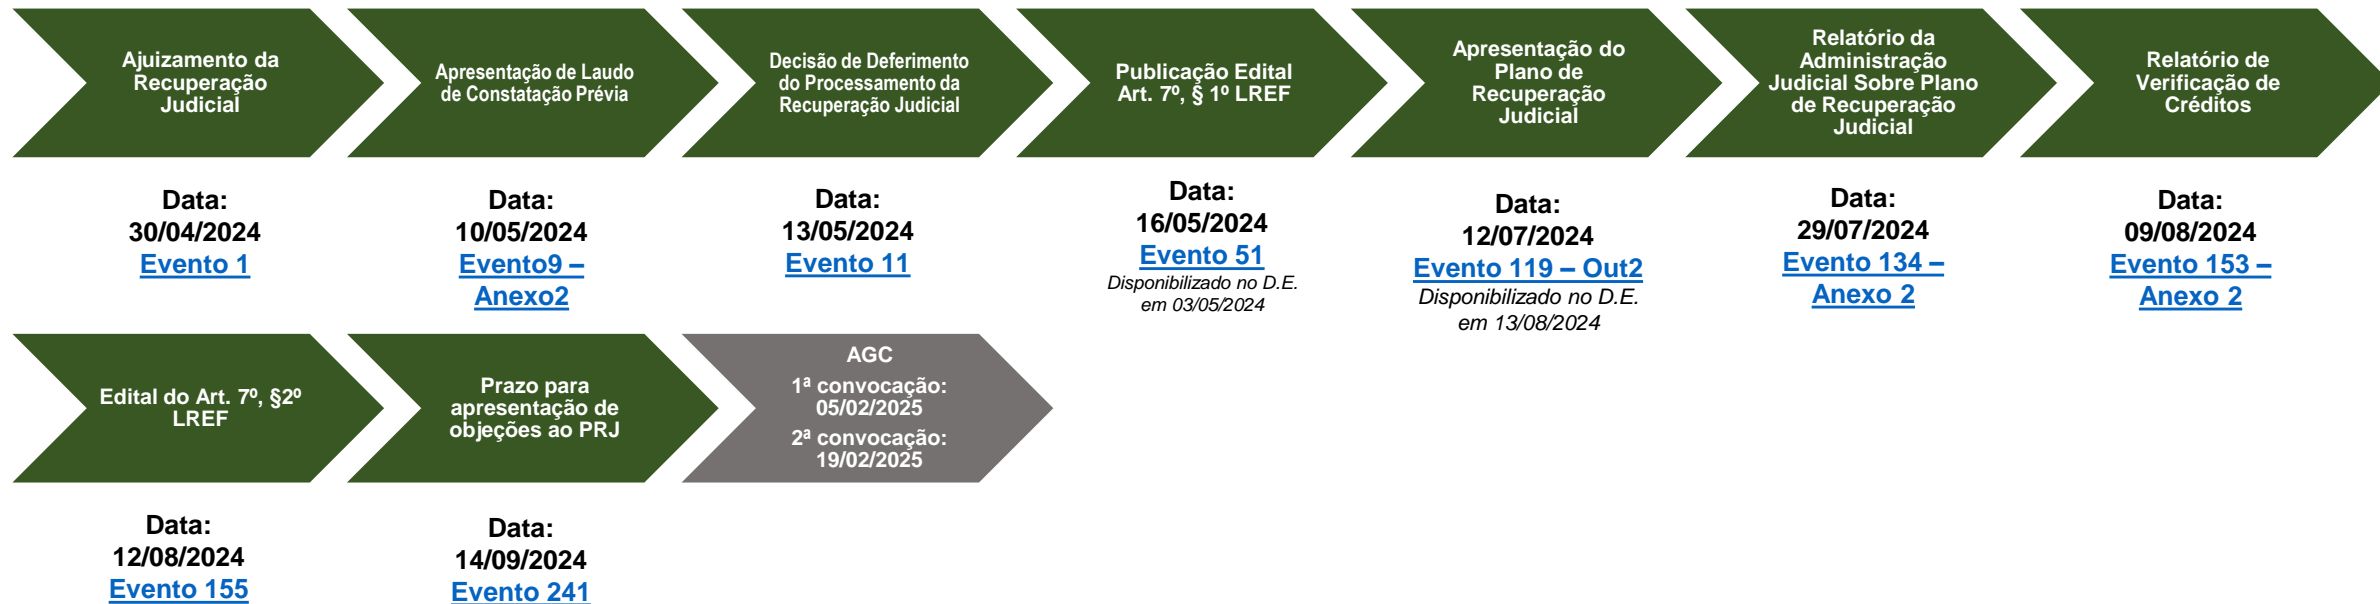 Ajuizamento da
Recuperação
Judicial
Data:
30/04/2024
Evento 1
Apresentação de Laudo
de Constatação Prévia
Data:
10/05/2024
Evento9 –
Anexo2
Decisão de Deferimento
do Processamento da
Recuperação Judicial
Data:
13/05/2024
Evento 11
Publicação Edital
Art. 7º, § 1º LREF
Data:
16/05/2024
Evento 51
Disponibilizado no D.E.
em 03/05/2024
Apresentação do
Plano de
Recuperação
Judicial
Data:
12/07/2024
Evento 119 – Out2
Disponibilizado no D.E.
em 13/08/2024
Relatório da
Administração
Judicial Sobre Plano
de Recuperação
Judicial
Data:
29/07/2024
Evento 134 –
Anexo 2
Relatório de
Verificação de
Créditos
Data:
09/08/2024
Evento 153 –
Anexo 2
Edital do Art. 7º, §2º
LREF
Data:
12/08/2024
Evento 155
Prazo para
apresentação de
objeções ao PRJ
Data:
14/09/2024
Evento 241
AGC
1ª convocação:
05/02/2025
2ª convocação:
19/02/2025